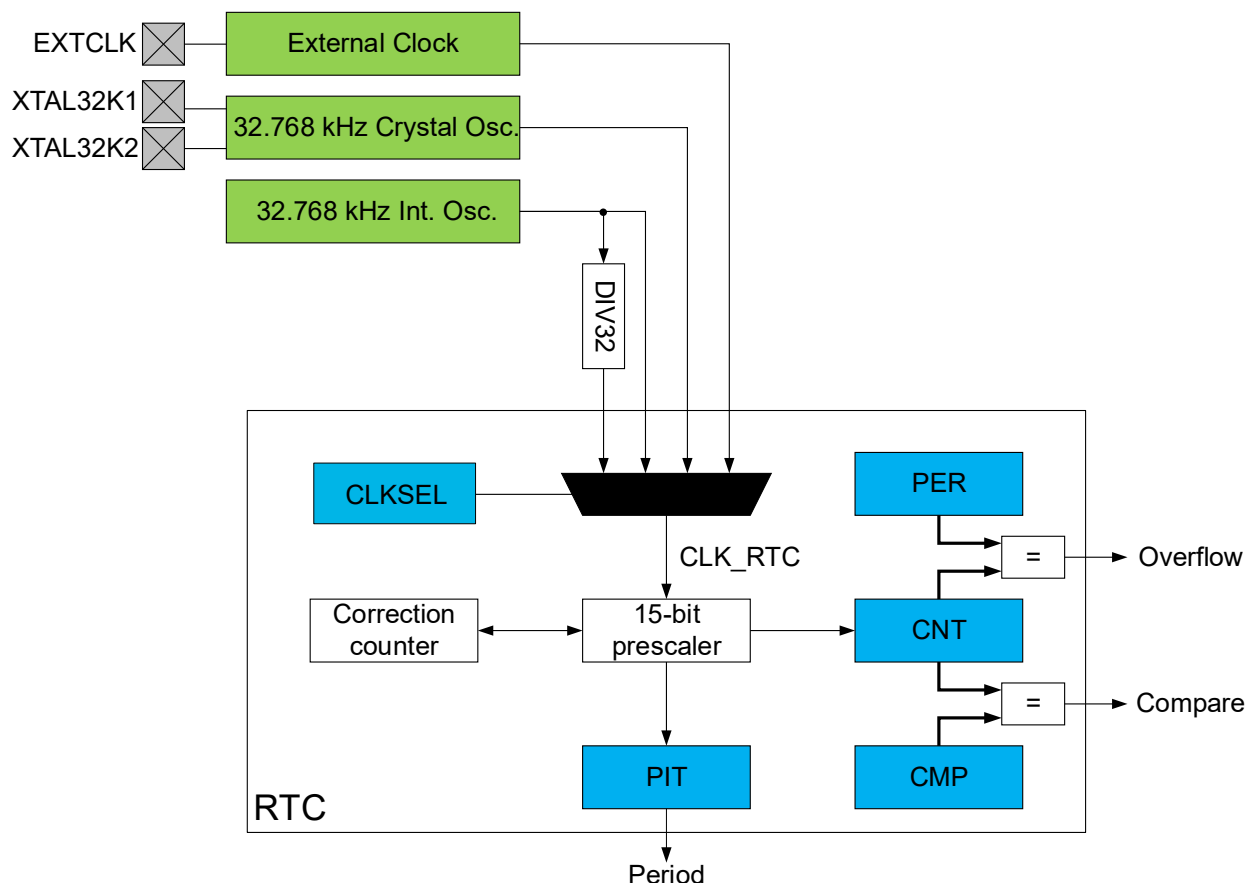 EXTCLK
External Clock
XTAL32K1
XTAL32K2
32.768 kHz Crystal Osc.
32.768 kHz Int. Osc.
DIV32
CLKSEL
PER
CLK_RTC
=
Overflow
Correction
counter
15-bit
prescaler
CNT
=
Compare
PIT
CMP
RTC
Period